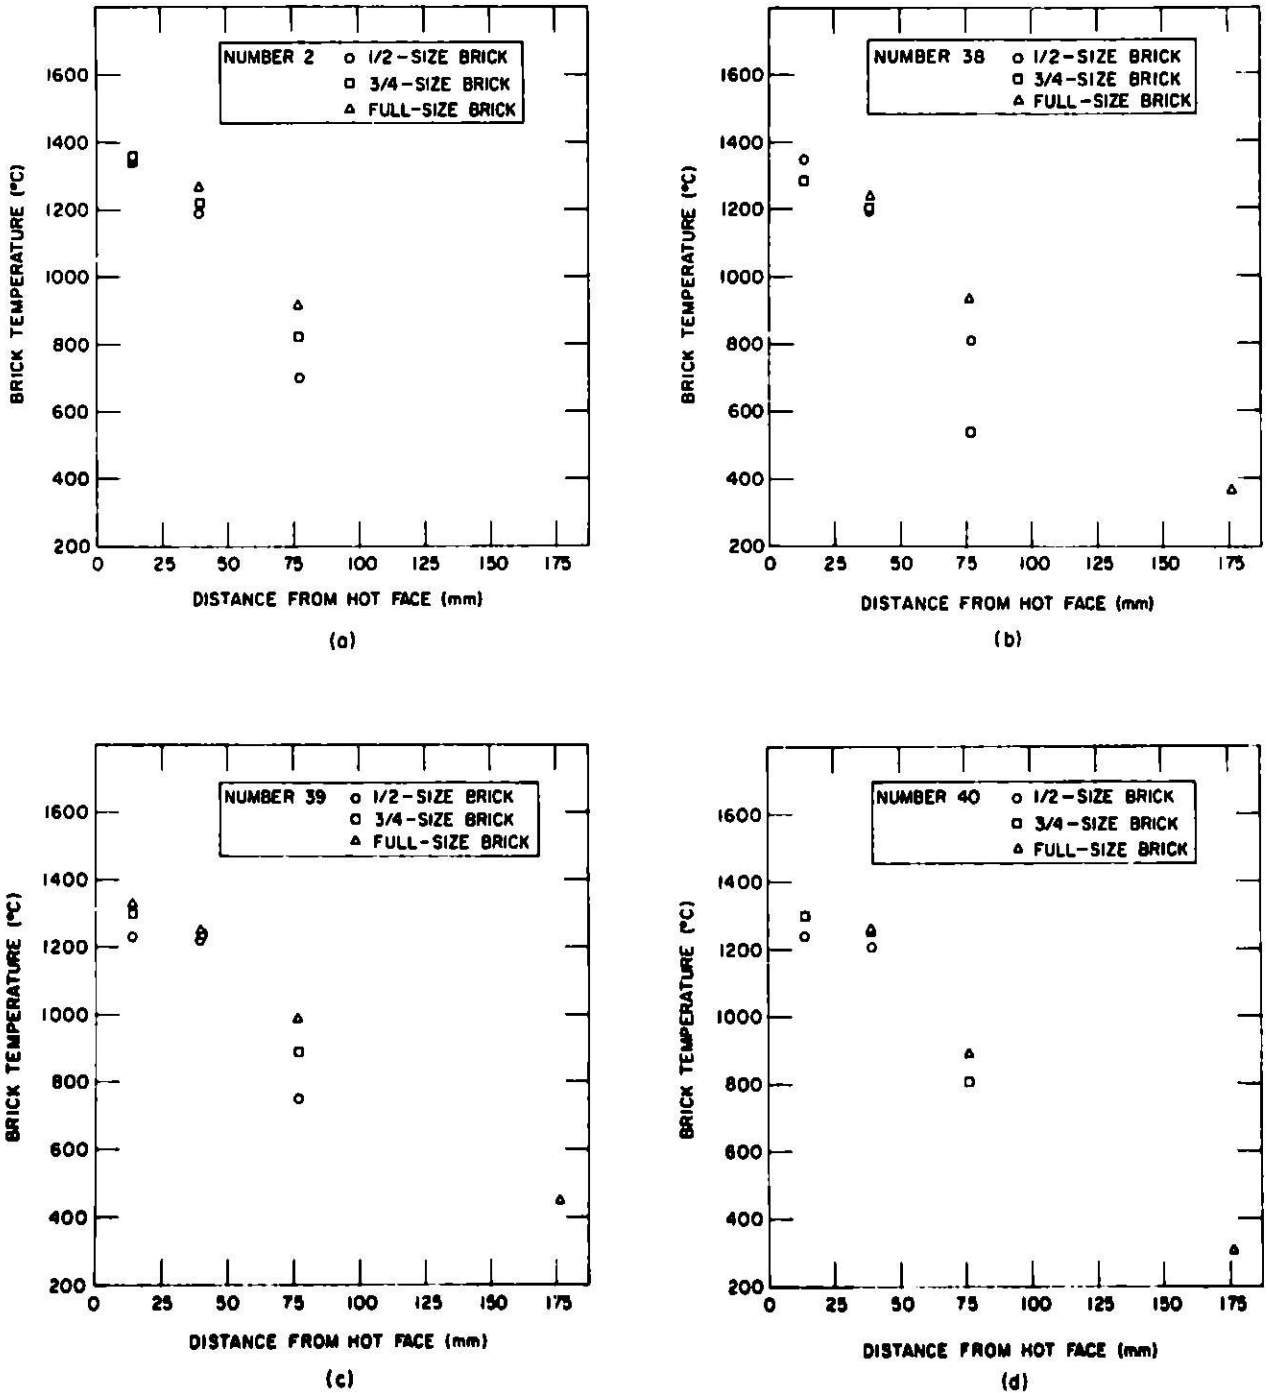 NUMBER 2 ○ 1/2-SIZE BRICK
□ 3/4-SIZE BRICK
△ FULL-SIZE BRICK
1600
1400
1200
1000
800
600
400
200
0 25 50 75 100 125 150 175
BRICK TEMPERATURE (°C)
DISTANCE FROM HOT FACE (mm)
(a)
NUMBER 38 ○ 1/2-SIZE BRICK
□ 3/4-SIZE BRICK
△ FULL-SIZE BRICK
1600
1400
1200
1000
800
600
400
200
0 25 50 75 100 125 150 175
BRICK TEMPERATURE (°C)
DISTANCE FROM HOT FACE (mm)
(b)
NUMBER 39 ○ 1/2-SIZE BRICK
□ 3/4-SIZE BRICK
△ FULL-SIZE BRICK
1600
1400
1200
1000
800
600
400
200
0 25 50 75 100 125 150 175
BRICK TEMPERATURE (°C)
DISTANCE FROM HOT FACE (mm)
(c)
NUMBER 40 ○ 1/2-SIZE BRICK
□ 3/4-SIZE BRICK
△ FULL-SIZE BRICK
1600
1400
1200
1000
800
600
400
200
0 25 50 75 100 125 150 175
BRICK TEMPERATURE (°C)
DISTANCE FROM HOT FACE (mm)
(d)